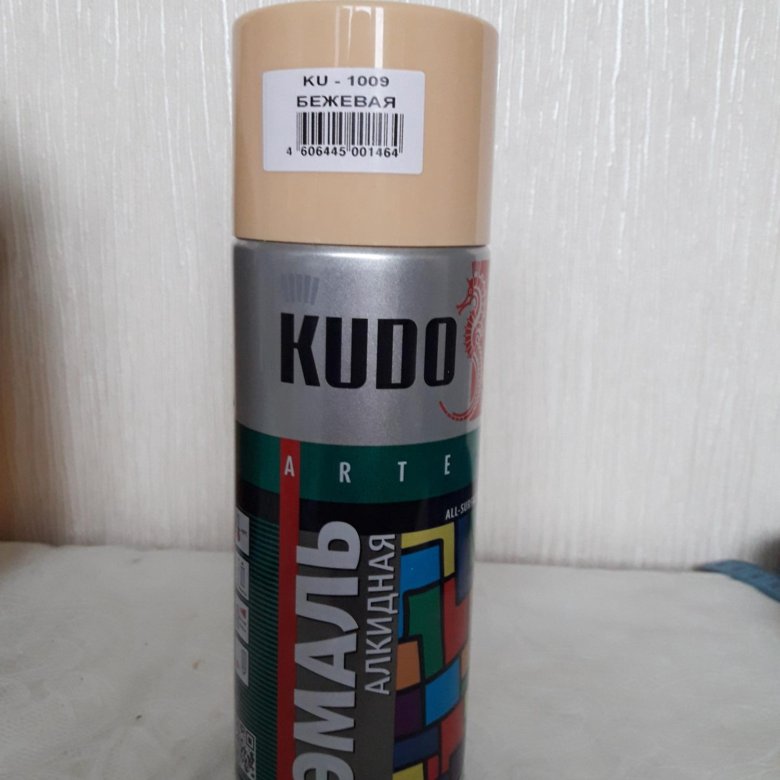 KU - 1009
БЕЖЕВАЯ
4 606445 001464
KUDO
ARTE
ЭМАЛЬ
АЛКИДНАЯ